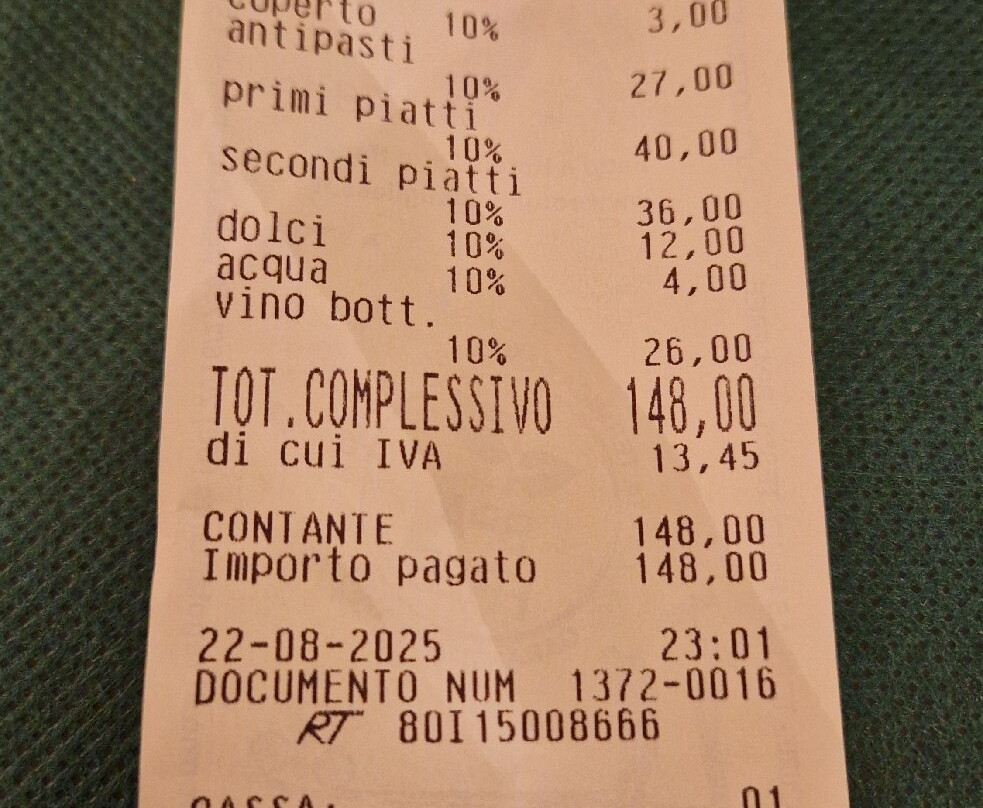 coperto 10% 3,00
antipasti
10% 27,00
primi piatti
10% 40,00
secondi piatti
10% 36,00
dolci 10% 12,00
acqua 10% 4,00
vino bott.
10% 26,00
TOT.COMPLESSIVO 148,00
di cui IVA 13,45
CONTANTE 148,00
Importo pagato 148,00
22-08-2025 23:01
DOCUMENTO NUM 1372-0016
RT 80I15008666
CASSA: 01